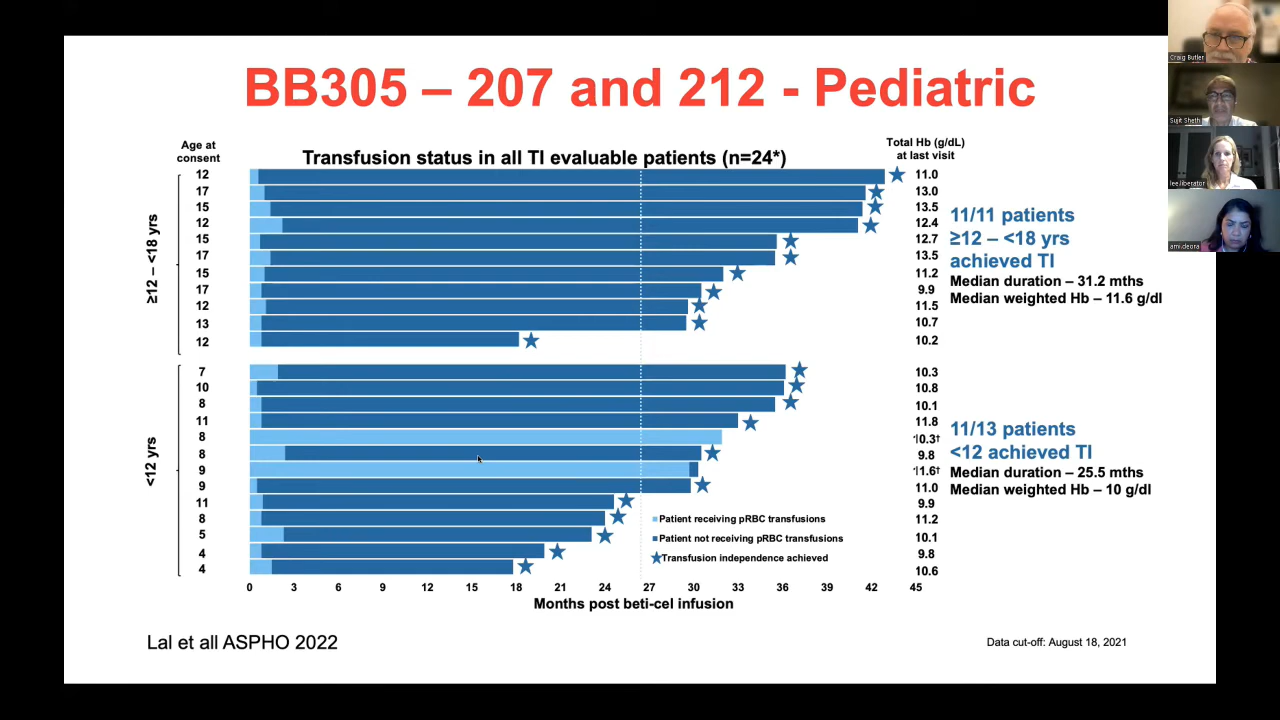 BB305 – 207 and 212 - Pediatric
Age at
consent
Transfusion status in all TI evaluable patients (n=24*)
Total Hb (g/dL)
at last visit
≥12 – <18 yrs
12 11.0
17 13.0
15 13.5
12 12.4
15 12.7
17 13.5
15 11.2
17 9.9
12 11.5
13 10.7
12 10.2
11/11 patients
≥12 – <18 yrs
achieved TI
Median duration – 31.2 mths
Median weighted Hb – 11.6 g/dl
<12 yrs
7 10.3
10 10.8
8 10.1
11 11.8
8 10.3†
8 9.8
9 11.6†
9 11.0
11 9.9
8 11.2
5 10.1
4 9.8
4 10.6
11/13 patients
<12 achieved TI
Median duration – 25.5 mths
Median weighted Hb – 10 g/dl
Patient receiving pRBC transfusions
Patient not receiving pRBC transfusions
Transfusion independence achieved
0 3 6 9 12 15 18 21 24 27 30 33 36 39 42 45
Months post beti-cel infusion
Lal et all ASPHO 2022
Data cut-off: August 18, 2021
Craig Butler
Sujit Sheth
lee.liberator
ami.deora